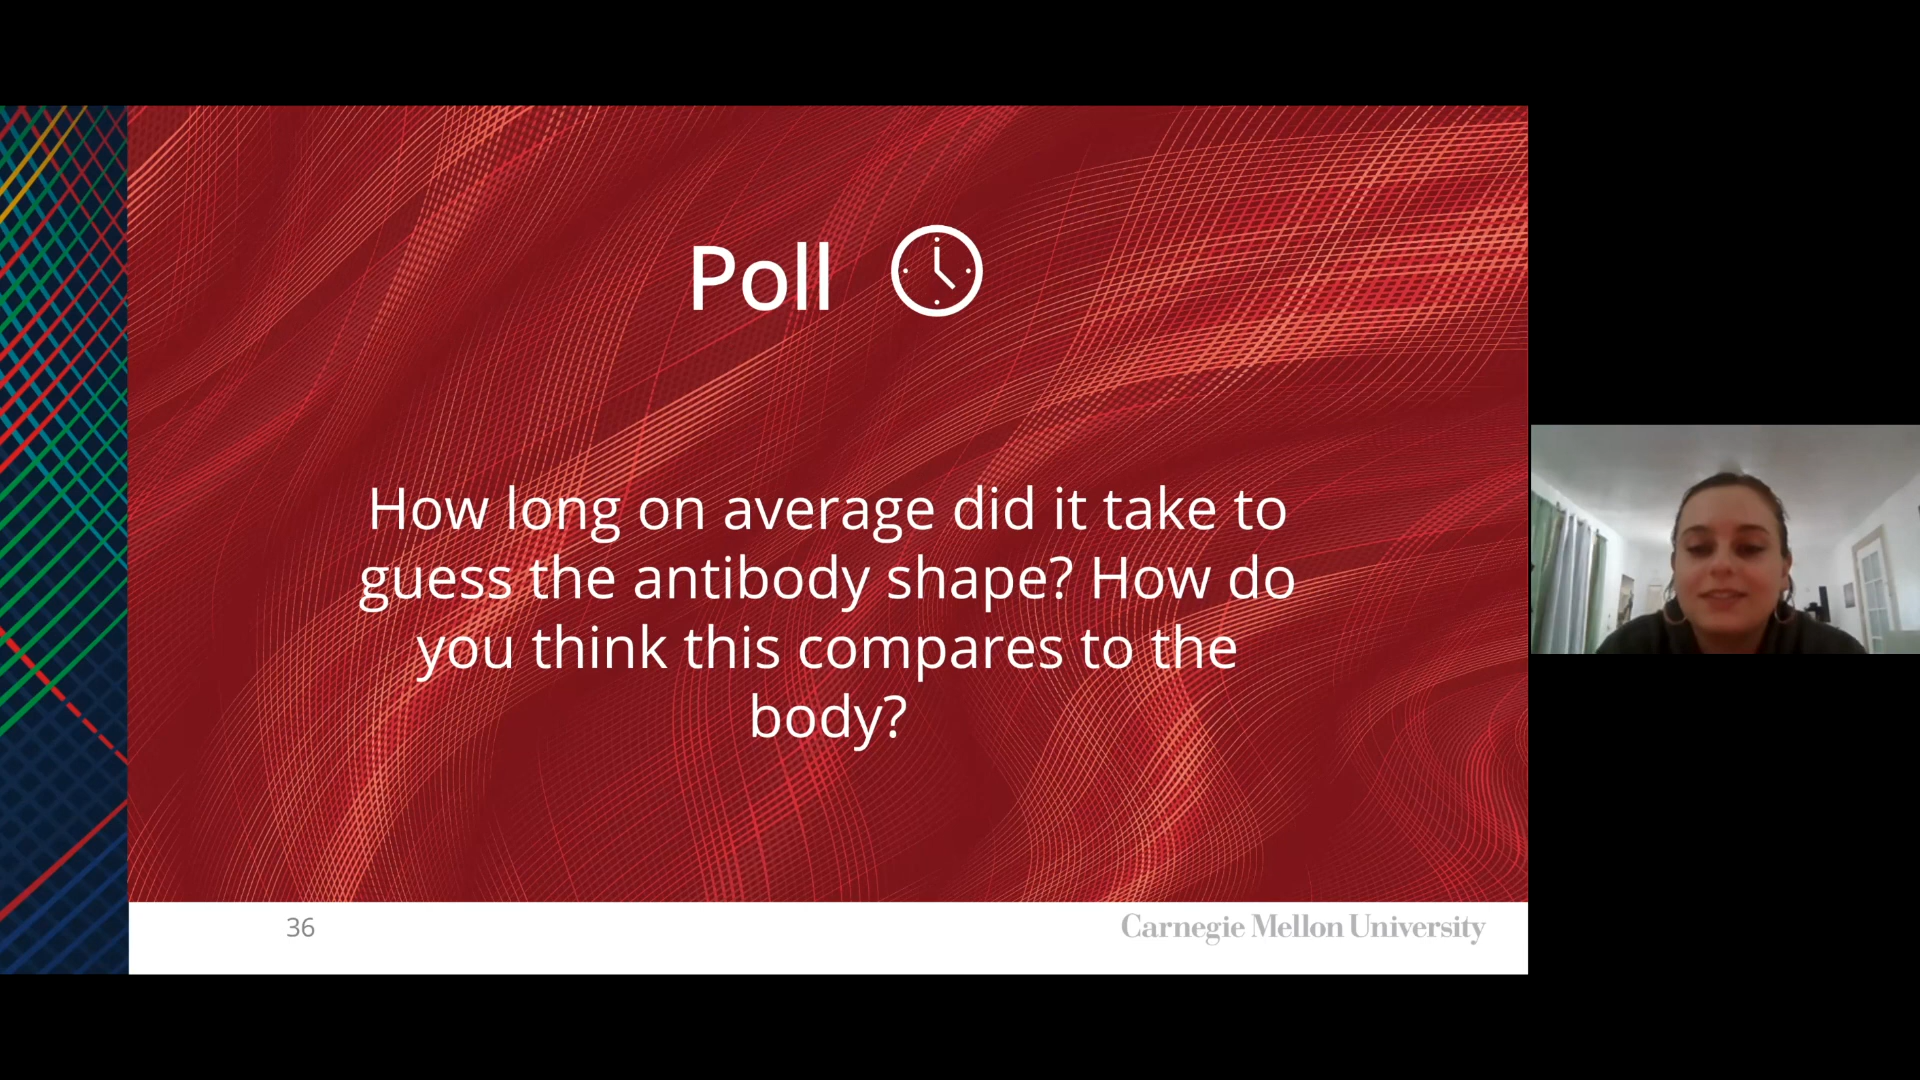 Poll
How long on average did it take to
guess the antibody shape? How do
you think this compares to the
body?
36
Carnegie Mellon University